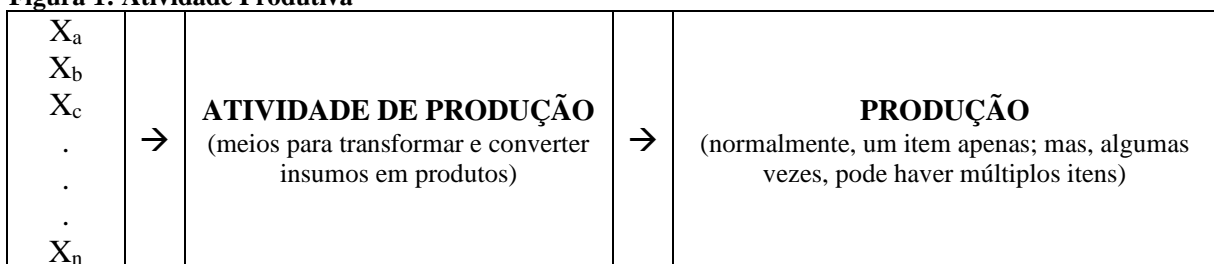 Figura 1: Atividade Produtiva
Xa
Xb
Xc
.
.
.
Xn
→
ATIVIDADE DE PRODUÇÃO
(meios para transformar e converter
insumos em produtos)
→
PRODUÇÃO
(normalmente, um item apenas; mas, algumas
vezes, pode haver múltiplos itens)